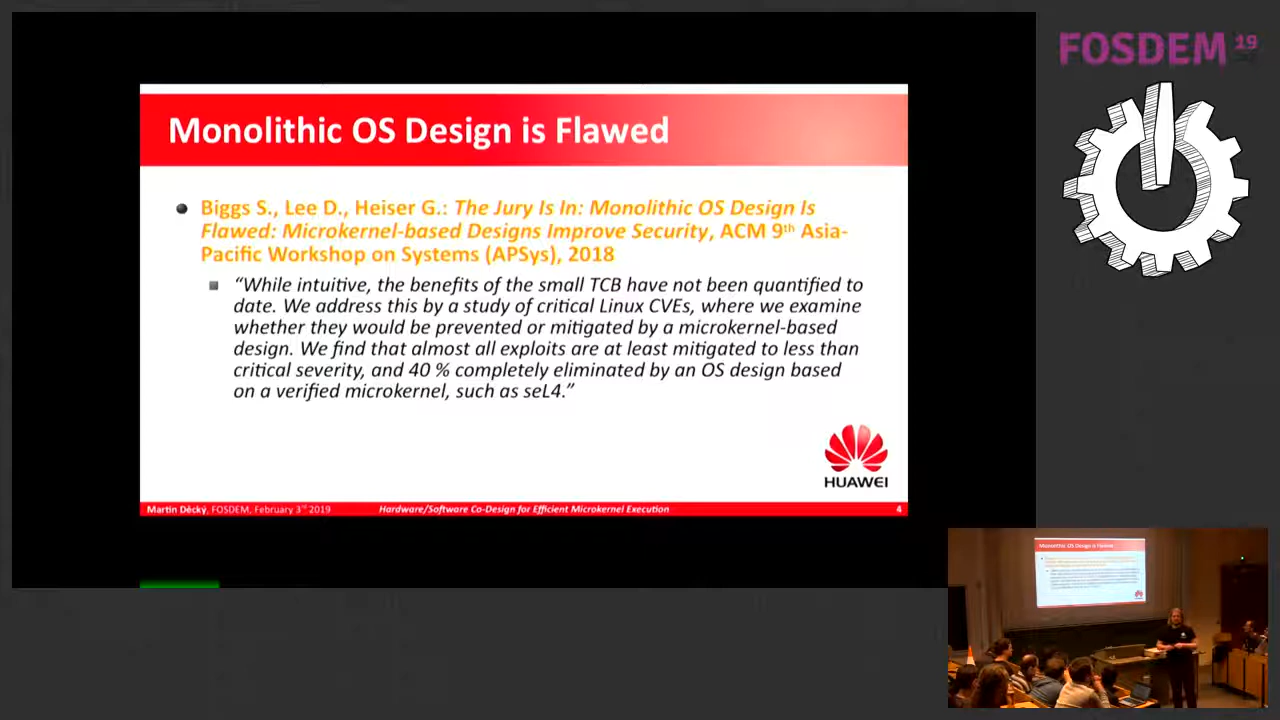 FOSDEM 19
Monolithic OS Design is Flawed
Biggs S., Lee D., Heiser G.: The Jury Is In: Monolithic OS Design Is
Flawed: Microkernel-based Designs Improve Security, ACM 9th Asia-
Pacific Workshop on Systems (APSys), 2018
“While intuitive, the benefits of the small TCB have not been quantified to
date. We address this by a study of critical Linux CVEs, where we examine
whether they would be prevented or mitigated by a microkernel-based
design. We find that almost all exploits are at least mitigated to less than
critical severity, and 40 % completely eliminated by an OS design based
on a verified microkernel, such as seL4.”
HUAWEI
Martin Děcký, FOSDEM, February 3rd 2019 Hardware/Software Co-Design for Efficient Microkernel Execution 4
Monolithic OS Design is Flawed